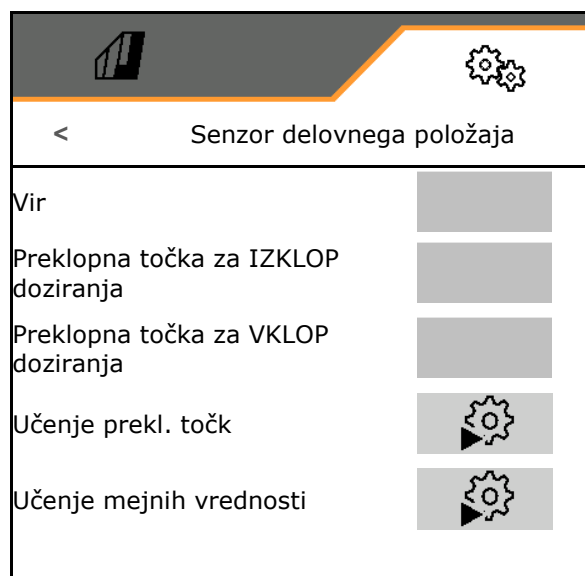 < Senzor delovnega položaja
Vir
Preklopna točka za IZKLOP
doziranja
Preklopna točka za VKLOP
doziranja
Učenje prekl. točk
Učenje mejnih vrednosti